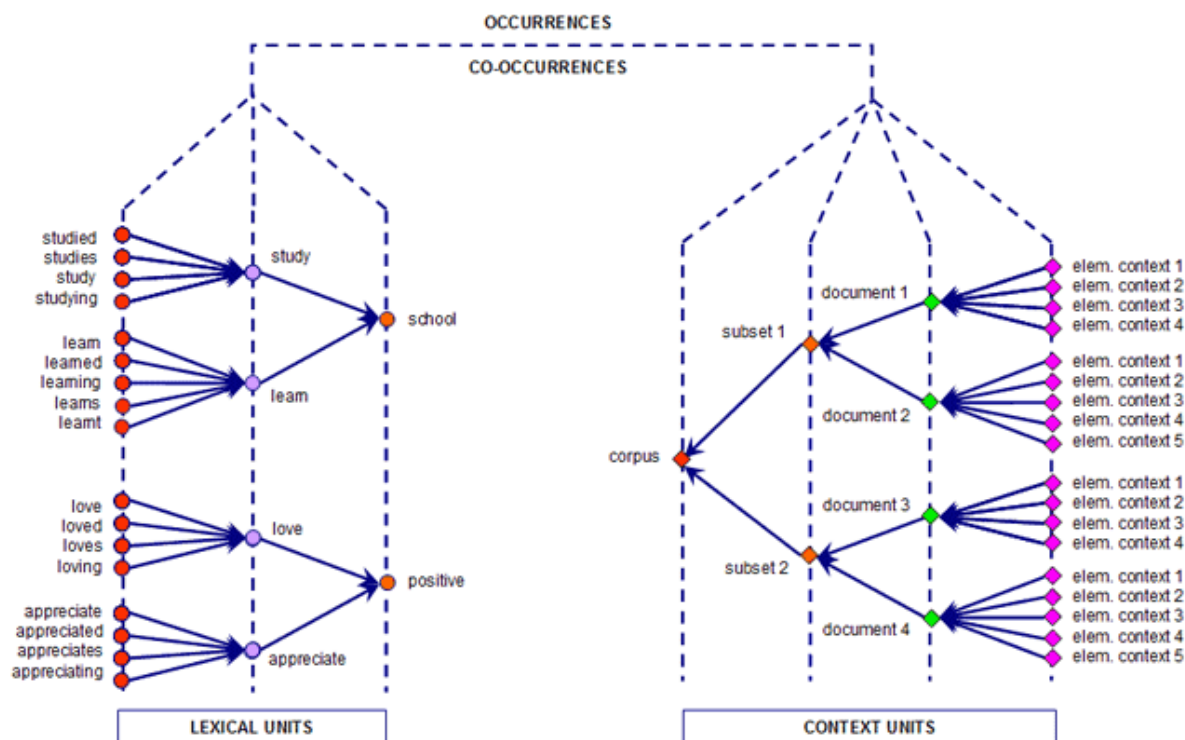 OCCURRENCES
CO-OCCURRENCES
studied
studies
study
studying
study
learn
learned
learning
learns
learnt
learn
school
love
loved
loves
loving
love
appreciate
appreciated
appreciates
appreciating
appreciate
positive
LEXICAL UNITS
corpus
subset 1
subset 2
document 1
document 2
document 3
document 4
elem. context 1
elem. context 2
elem. context 3
elem. context 4
elem. context 1
elem. context 2
elem. context 3
elem. context 4
elem. context 5
elem. context 1
elem. context 2
elem. context 3
elem. context 4
elem. context 1
elem. context 2
elem. context 3
elem. context 4
elem. context 5
CONTEXT UNITS